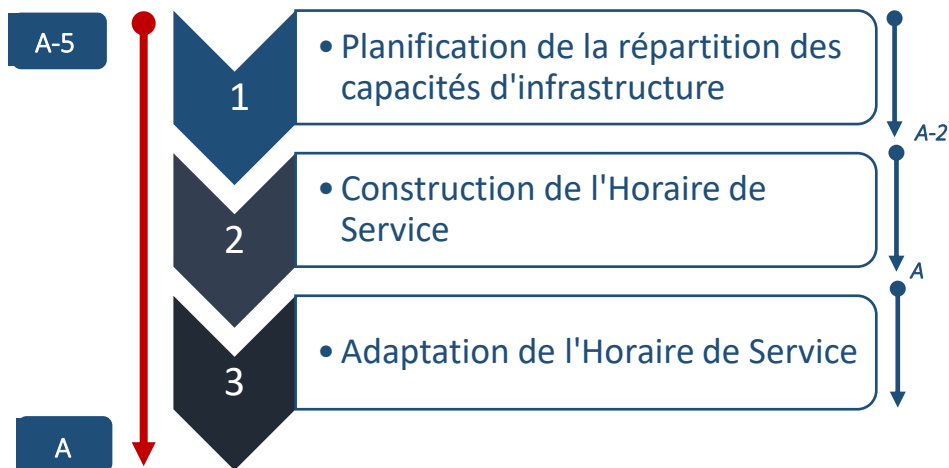 A-5
1
• Planification de la répartition des
capacités d'infrastructure
A-2
2
• Construction de l'Horaire de
Service
A
3
• Adaptation de l'Horaire de Service
A